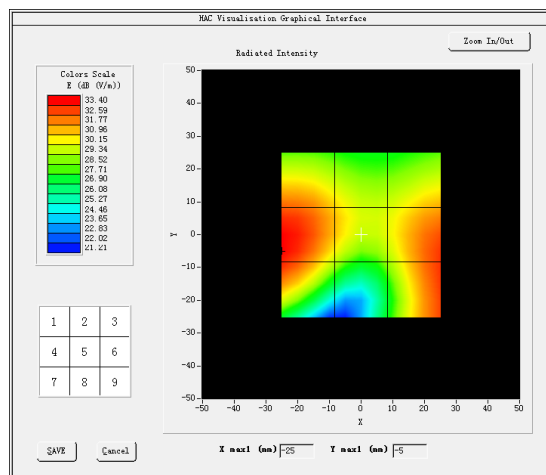 HAC Visualisation Graphical Interface
Zoom In/Out
Radiated Intensity
Colors Scale
E (dB (V/m))
33.40
32.59
31.77
30.96
30.15
29.34
28.52
27.71
26.90
26.08
25.27
24.46
23.65
22.83
22.02
21.21
50
40
30
20
10
0
-10
-20
-30
-40
-50
Y
-50 -40 -30 -20 -10 0 10 20 30 40 50
X
1 2 3
4 5 6
7 8 9
SAVE Cancel
X max1 (mm) -25 Y max1 (mm) -5